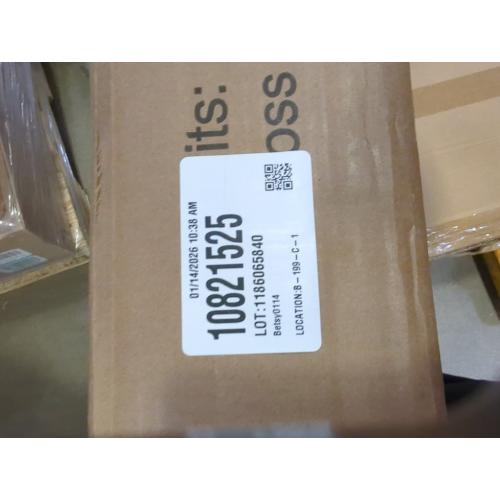 its:
oss
01/14/2026 10:38 AM
10821525
LOT:1186065840
Betsy0114
LOCATION:B-199-C-1